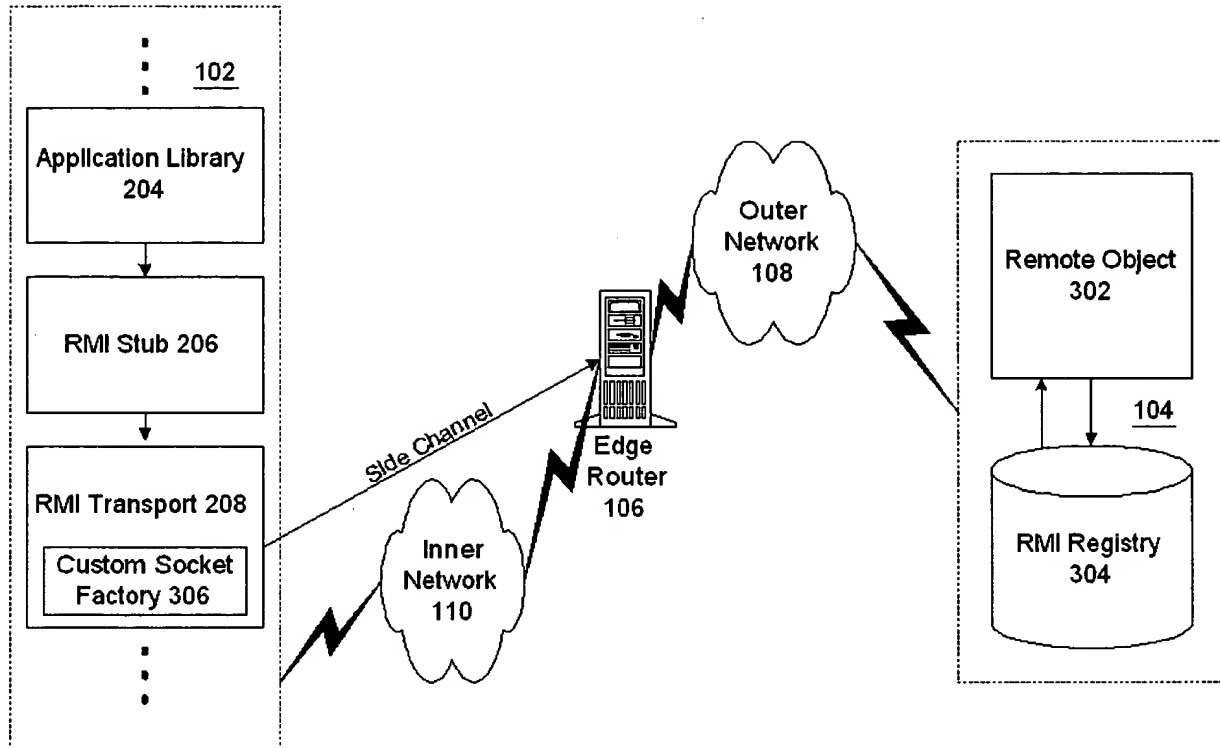 102
Application Library
204
RMI Stub 206
RMI Transport 208
Custom Socket
Factory 306
Side Channel
Inner
Network
110
Edge
Router
106
Outer
Network
108
Remote Object
302
104
RMI Registry
304